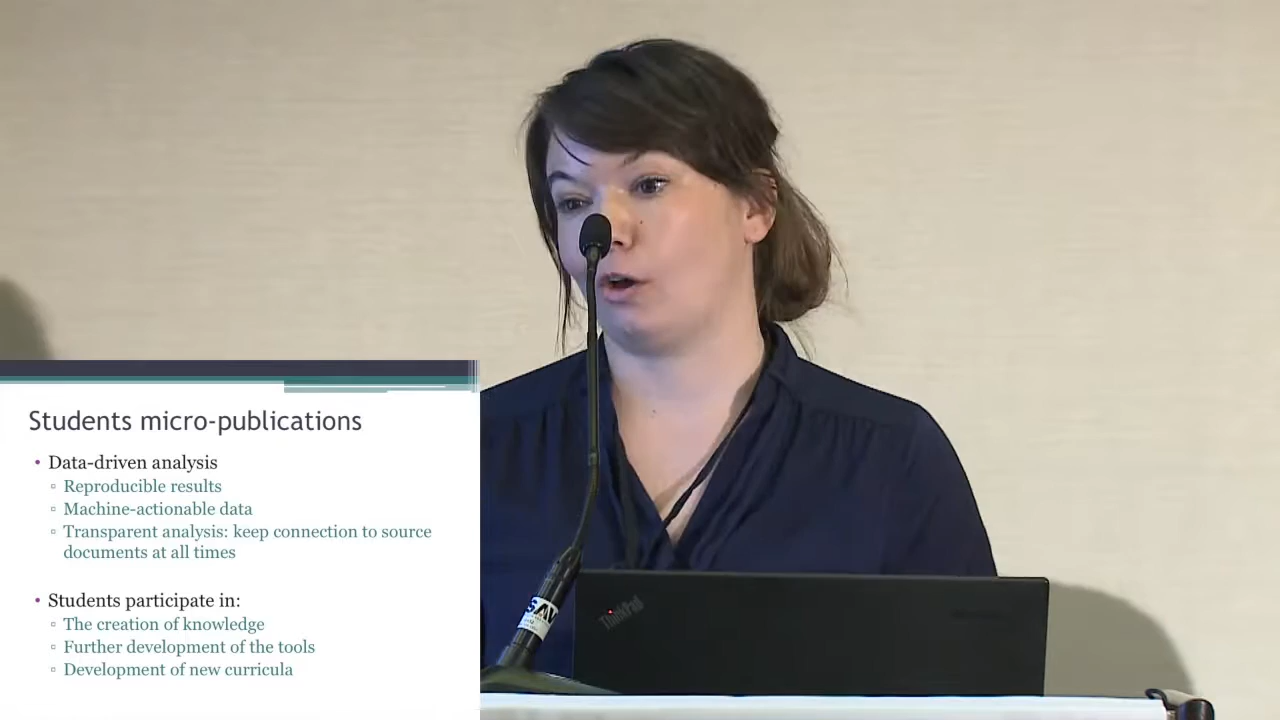 Students micro-publications
• Data-driven analysis
▫ Reproducible results
▫ Machine-actionable data
▫ Transparent analysis: keep connection to source
documents at all times
• Students participate in:
▫ The creation of knowledge
▫ Further development of the tools
▫ Development of new curricula
SAV
ThinkPad